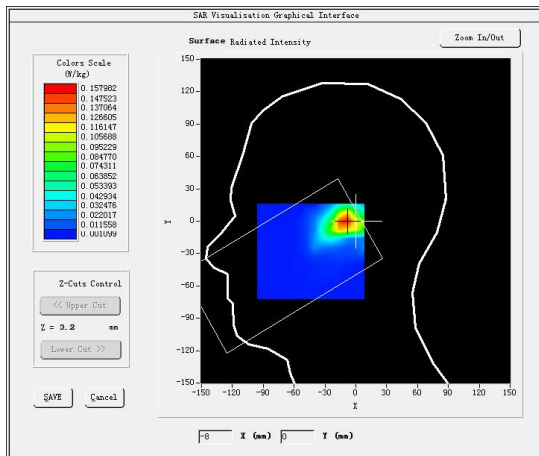 SAR Visualisation Graphical Interface
Surface Radiated Intensity
Zoom In/Out
Colors Scale
(W/kg)
0.157982
0.147523
0.137064
0.126605
0.116147
0.105688
0.095229
0.084770
0.074311
0.063852
0.053393
0.042934
0.032476
0.022017
0.011558
0.001099
Z-Cuts Control
<< Upper Cut
Z = 0.2 mm
Lower Cut >>
SAVE Cancel
150
120
90
60
30
0
-30
-60
-90
-120
-150
Y
-150 -120 -90 -60 -30 0 30 60 90 120 150
X
-8 X (mm) 0 Y (mm)